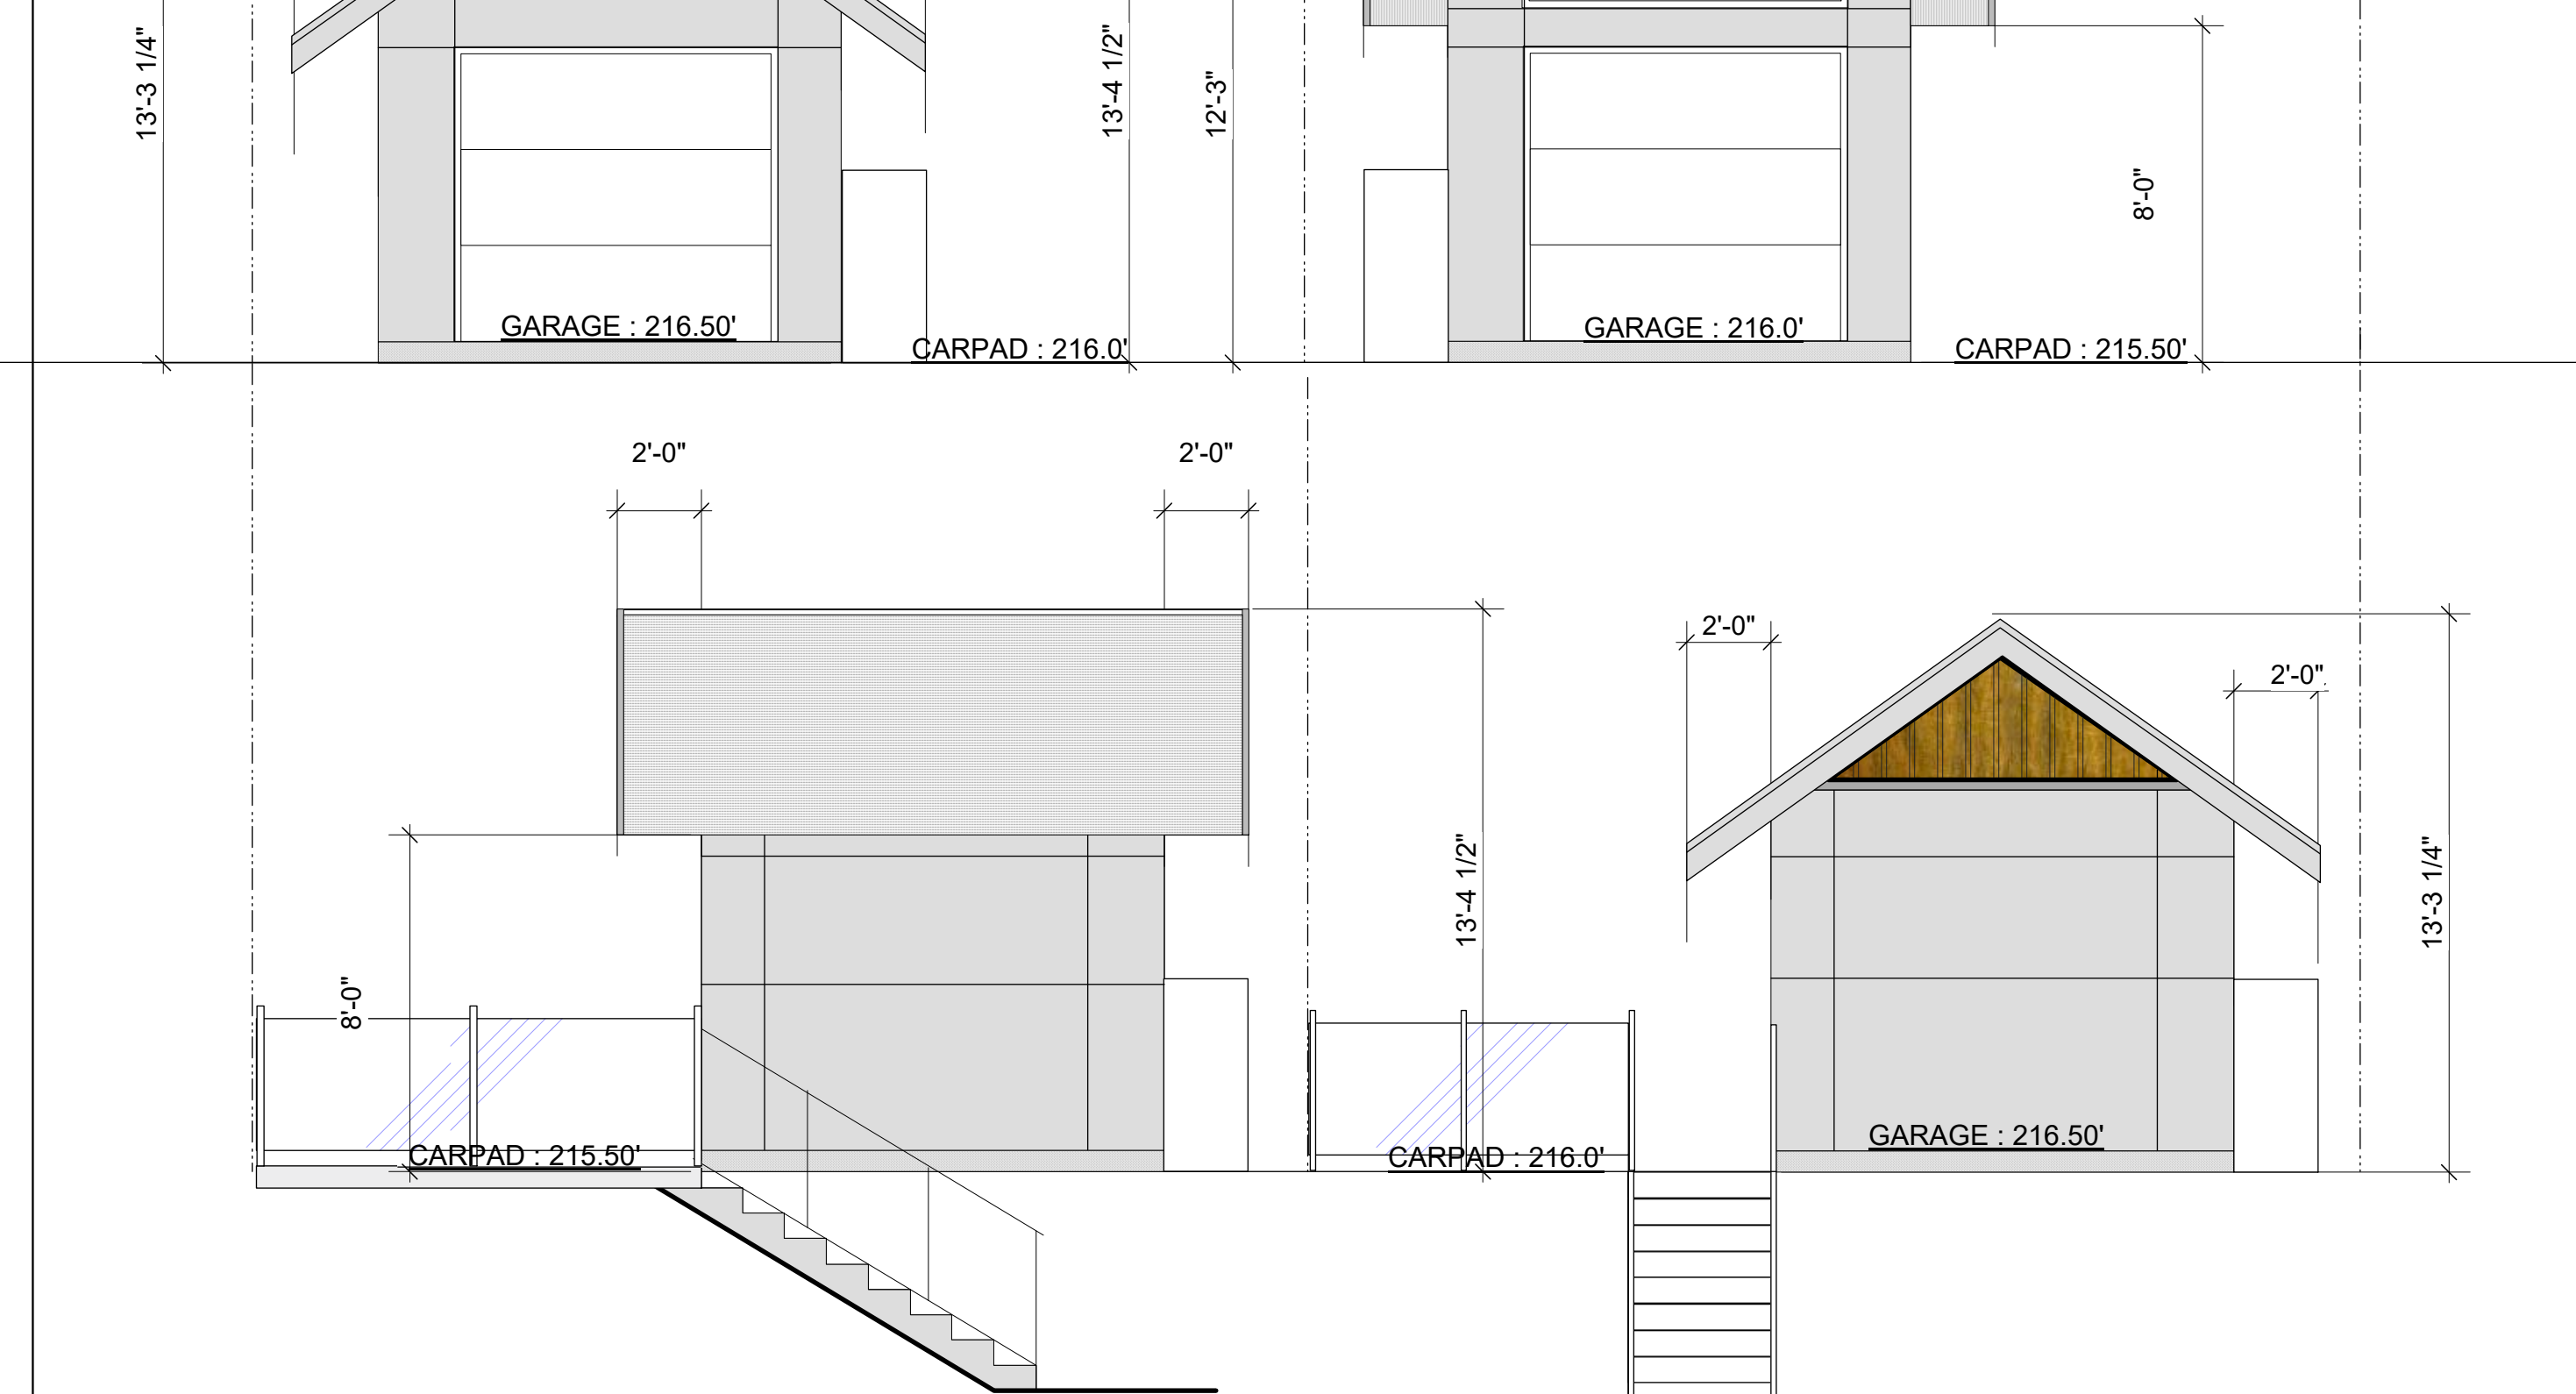 13'-3 1/4"
13'-4 1/2"
12'-3"
8'-0"
GARAGE : 216.50'
CARPAD : 216.0'
GARAGE : 216.0'
CARPAD : 215.50'
2'-0"
2'-0"
2'-0"
2'-0"
13'-4 1/2"
13'-3 1/4"
8'-0"
CARPAD : 215.50'
CARPAD : 216.0'
GARAGE : 216.50'